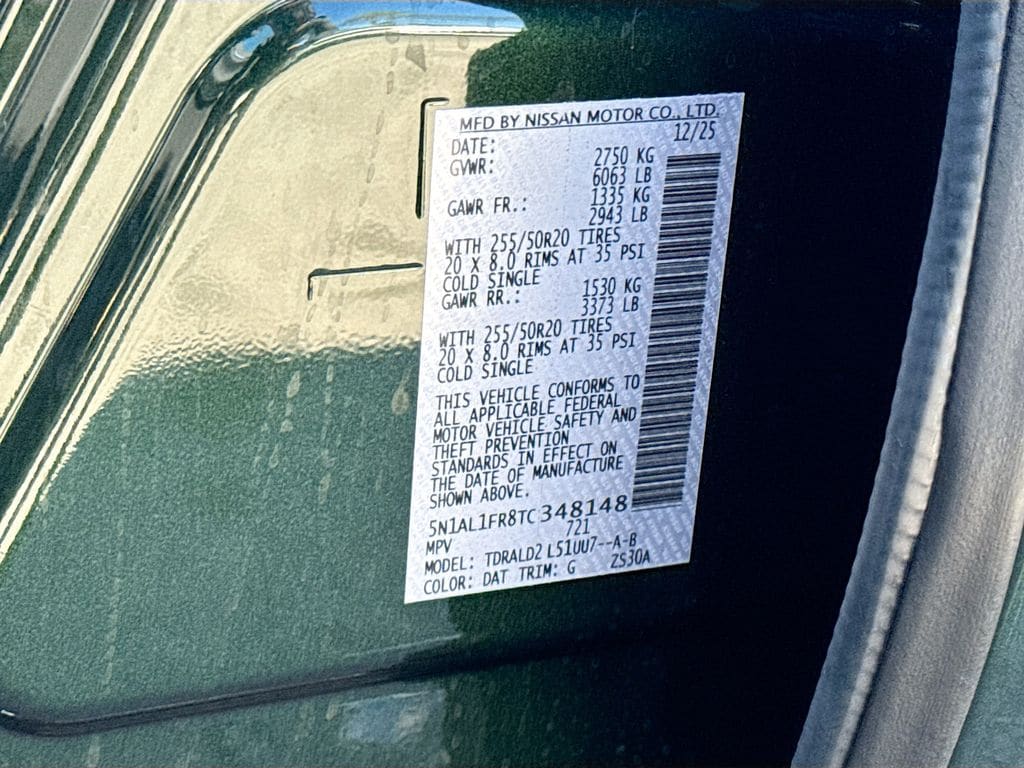 MFD BY NISSAN MOTOR CO., LTD.
DATE: 12/25
GVWR: 2750 KG
6063 LB
GAWR FR.: 1335 KG
2943 LB
WITH 255/50R20 TIRES
20 X 8.0 RIMS AT 35 PSI
COLD SINGLE
GAWR RR.: 1530 KG
3373 LB
WITH 255/50R20 TIRES
20 X 8.0 RIMS AT 35 PSI
COLD SINGLE
THIS VEHICLE CONFORMS TO
ALL APPLICABLE FEDERAL
MOTOR VEHICLE SAFETY AND
THEFT PREVENTION
STANDARDS IN EFFECT ON
THE DATE OF MANUFACTURE
SHOWN ABOVE.
5N1AL1FR8TC348148
MPV 721
MODEL: TDRALD2 L51UU7--A-B
COLOR: DAT TRIM: G ZS30A